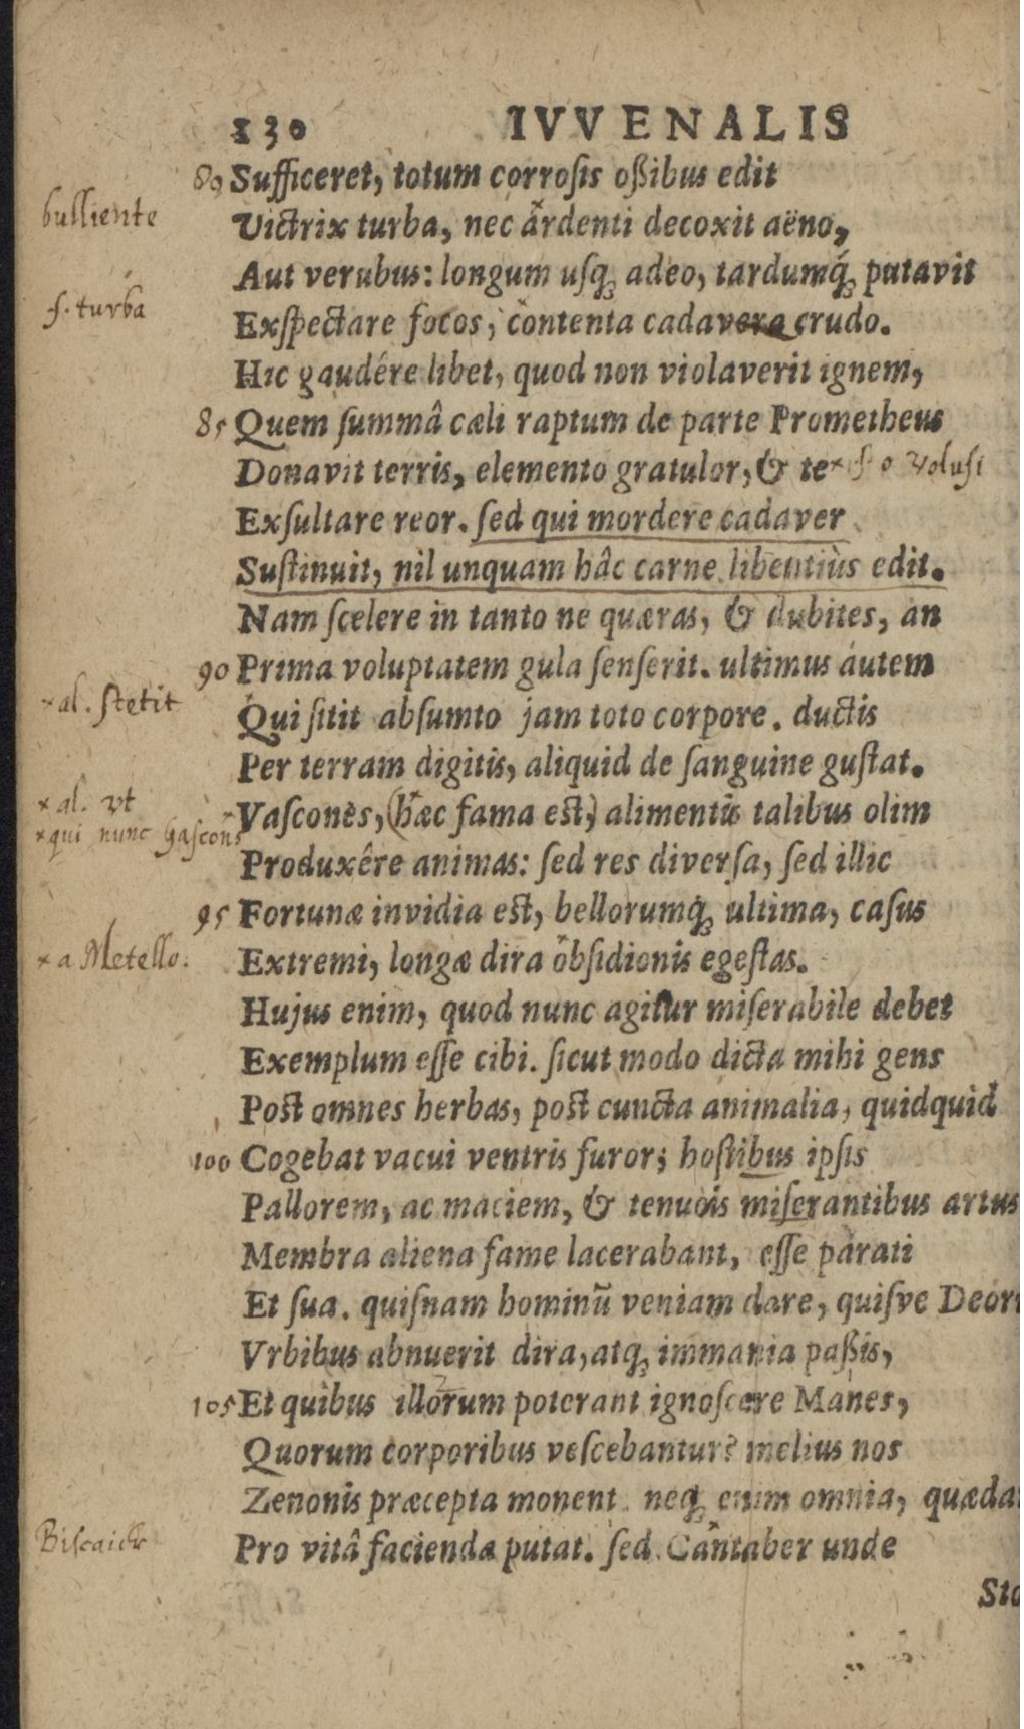 130 IVVENALIS
80 Sufficeret, totum corrosis oßibus edit
bulliente
Victrix turba, nec ardenti decoxit aëno,
Aut verubus: longum usq; adeo, tardumq́; putavit
s. turba
Exspectare focos, contenta cadavere crudo.
Hic gaudére libet, quod non violaverit ignem,
85 Quem summâ cæli raptum de parte Prometheus
Donavit terris, elemento gratulor, & te × o volusi
Exsultare reor. sed qui mordere cadaver
Sustinuit, nil unquam hâc carne libentiùs edit.
Nam scelere in tanto ne quæras, & dubites, an
90 Prima voluptatem gula senserit. ultimus autem
×al. stetit
Qui sitit absumto jam toto corpore. ductis
Per terram digitis, aliquid de sanguine gustat.
×al. vt
Vascones, (hæc fama est,) alimentis talibus olim
×qui nunc Gascons
Produxêre animas: sed res diversa, sed illic
95 Fortunæ invidia est, bellorumq́; ultima, casus
×a Metello.
Extremi, longæ dira obsidionis egestas.
Hujus enim, quod nunc agitur miserabile debet
Exemplum esse cibi. sicut modo dicta mihi gens
Post omnes herbas, post cuncta animalia, quidquid
100 Cogebat vacui ventris furor; hostibus ipsis
Pallorem, ac maciem, & tenuois miserantibus artus
Membra aliena fame lacerabant, esse parati
Et sua. quisnam hominū veniam dare, quisve Deor
Vrbibus abnuerit dira, atq; immania paßis,
105 Et quibus illorum poterant ignoscere Manes,
Quorum corporibus vescebantur? melius nos
Zenonis præcepta monent neq; enim omnia, quæda
Biscaick
Pro vitâ facienda putat. sed Cantaber unde
Sto